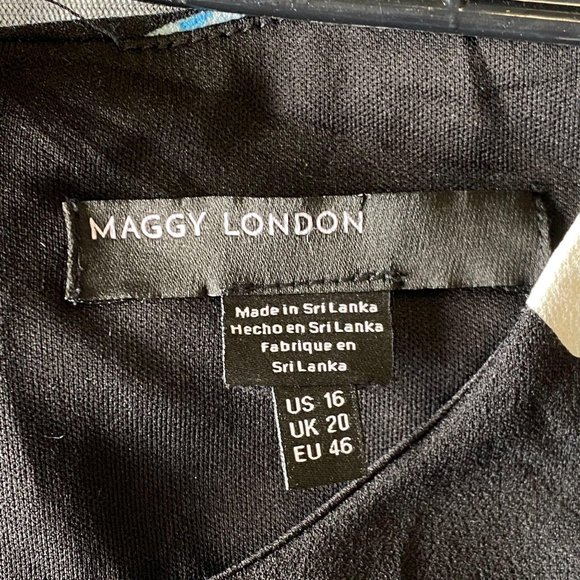 MAGGY LONDON
Made in Sri Lanka
Hecho en Sri Lanka
Fabrique en
Sri Lanka
US 16
UK 20
EU 46